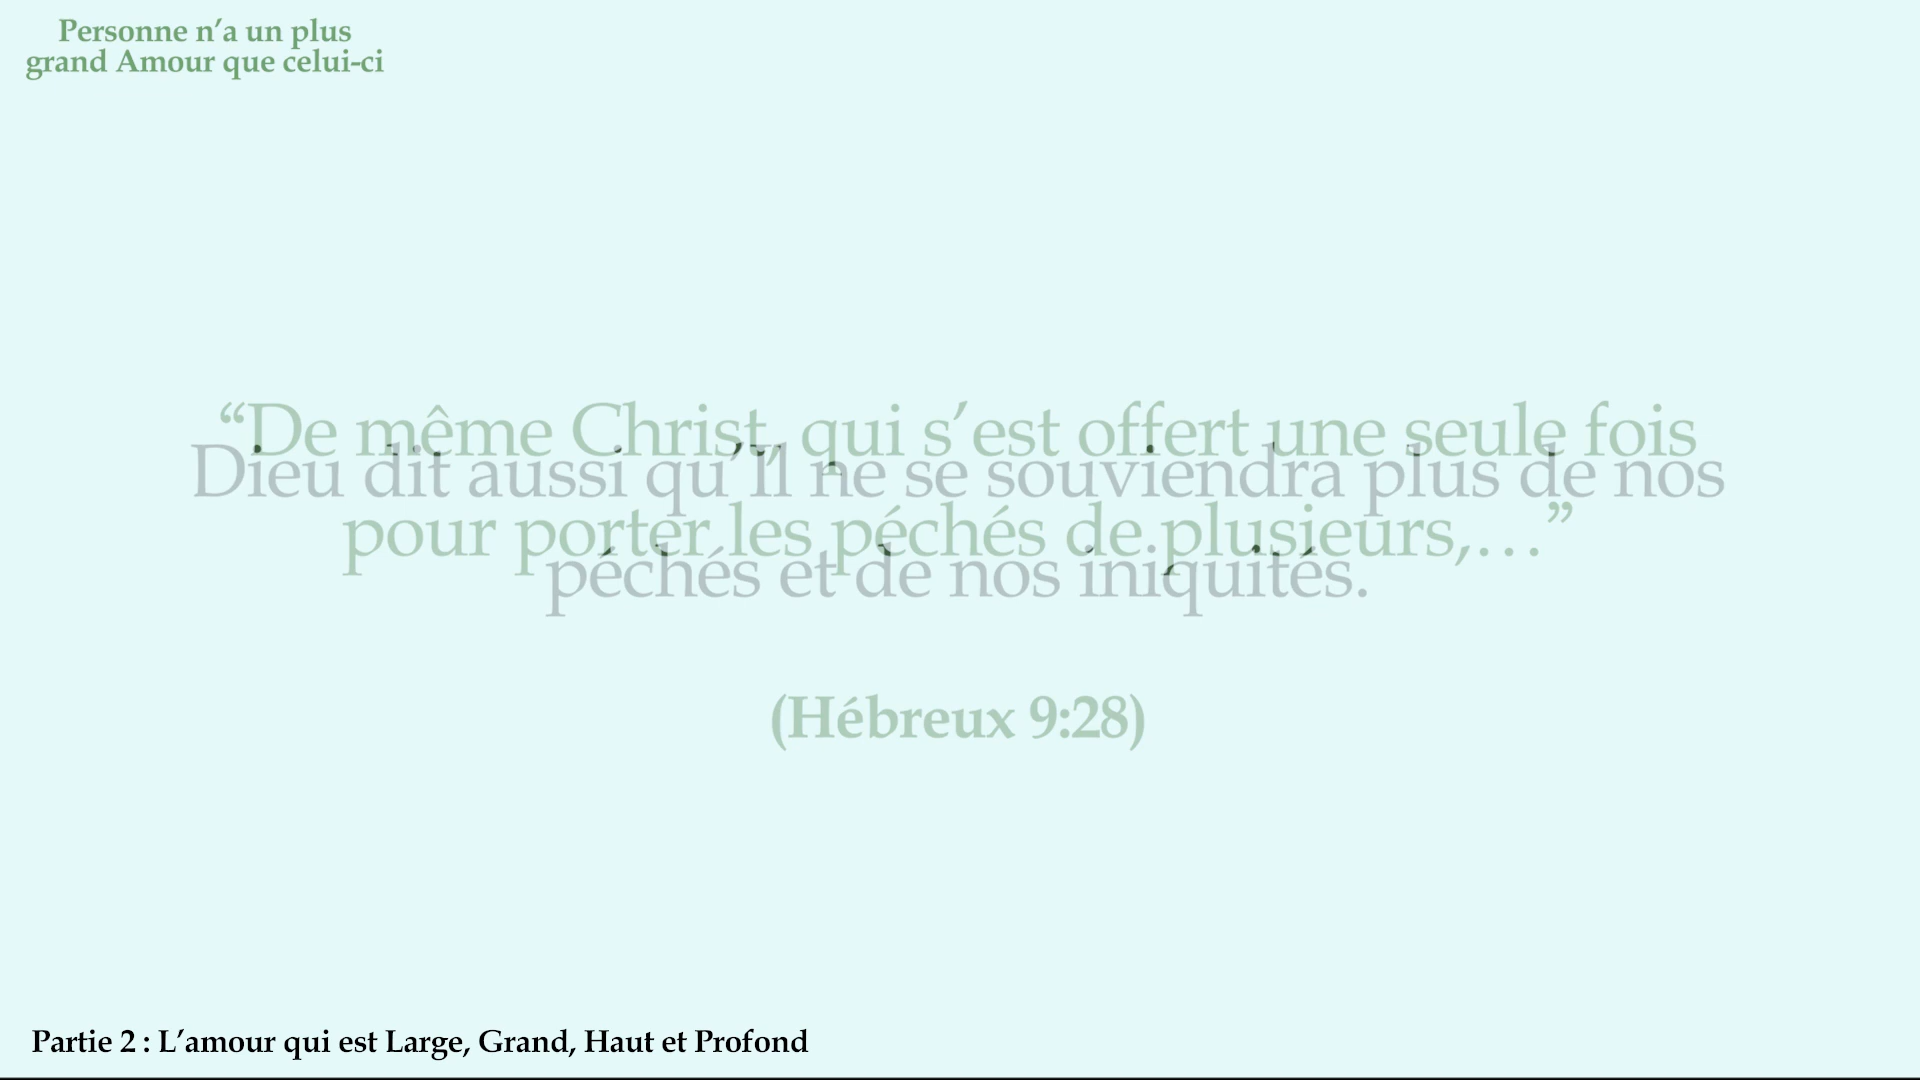 Personne n’a un plus
grand Amour que celui-ci
“De même Christ, qui s’est offert une seule fois
pour porter les péchés de plusieurs,…”
Dieu dit aussi qu’Il ne se souviendra plus de nos
péchés et de nos iniquités.
(Hébreux 9:28)
Partie 2 : L’amour qui est Large, Grand, Haut et Profond